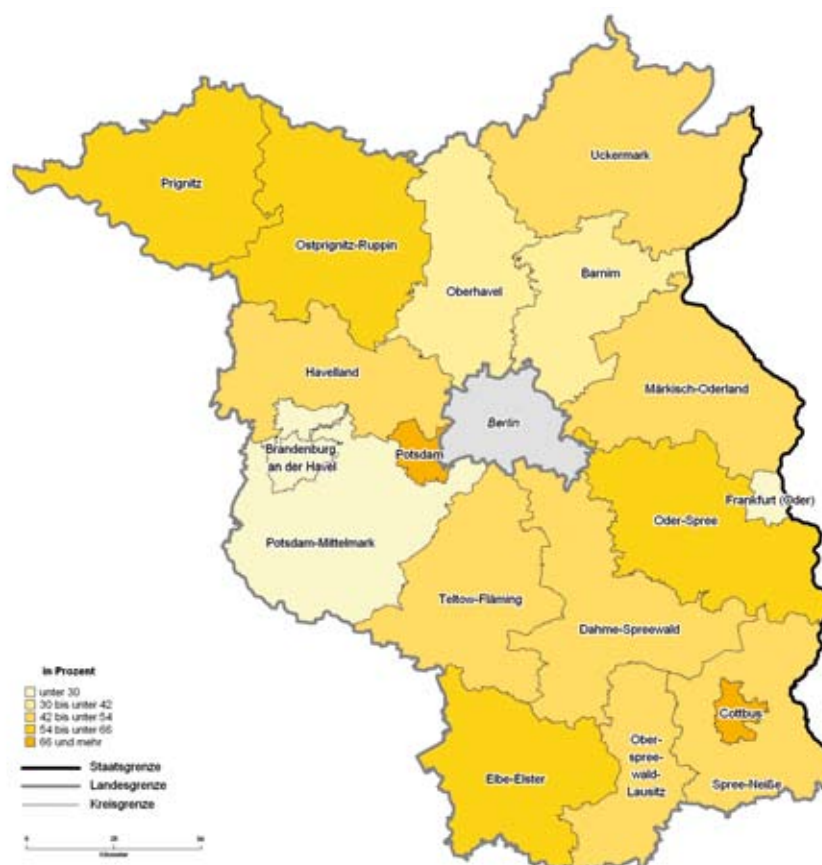 Uckermark
Prignitz
Ostprignitz-Ruppin
Barnim
Oberhavel
Havelland
Märkisch-Oderland
Berlin
Brandenburg
an der Havel
Potsdam
Frankfurt (Oder)
Oder-Spree
Potsdam-Mittelmark
Teltow-Fläming
Dahme-Spreewald
Cottbus
Ober-
spree-
wald-
Lausitz
Elbe-Elster
Spree-Neiße
in Prozent
unter 30
30 bis unter 42
42 bis unter 54
54 bis unter 66
66 und mehr
Staatsgrenze
Landesgrenze
Kreisgrenze
Kilometer